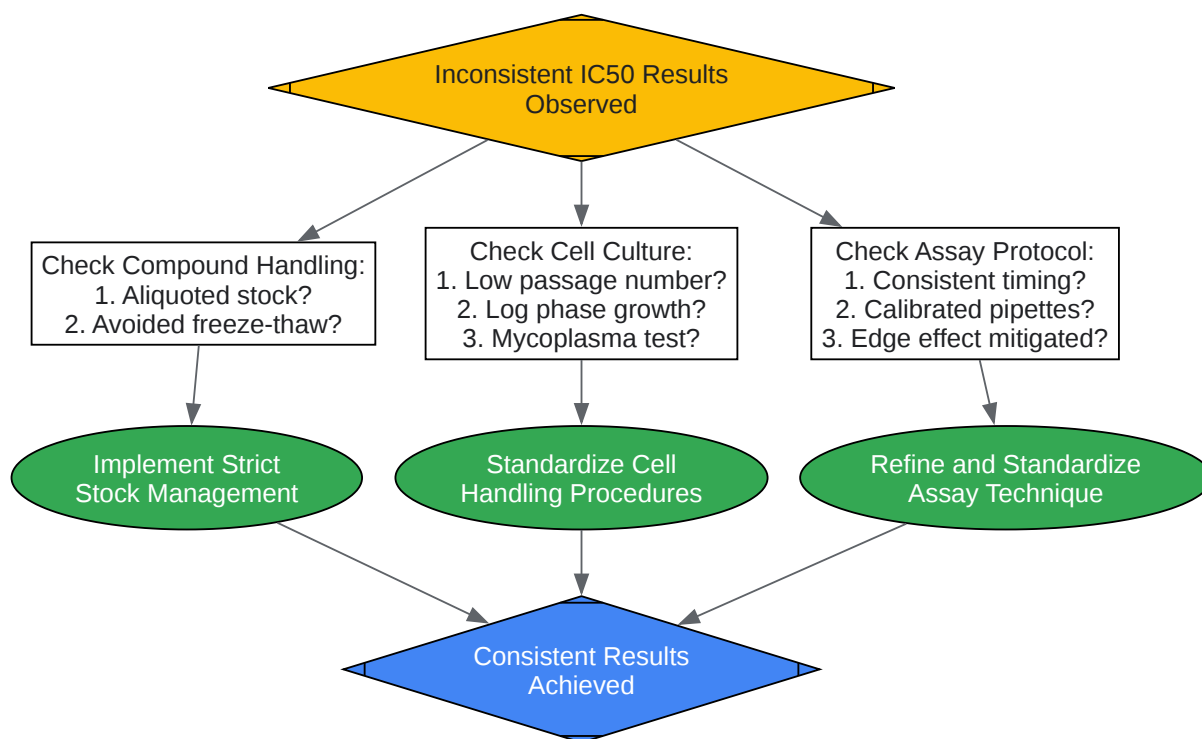 Inconsistent IC50 Results
Observed
Check Compound Handling:
1. Aliquoted stock?
2. Avoided freeze-thaw?
Check Cell Culture:
1. Low passage number?
2. Log phase growth?
3. Mycoplasma test?
Check Assay Protocol:
1. Consistent timing?
2. Calibrated pipettes?
3. Edge effect mitigated?
Implement Strict
Stock Management
Standardize Cell
Handling Procedures
Refine and Standardize
Assay Technique
Consistent Results
Achieved